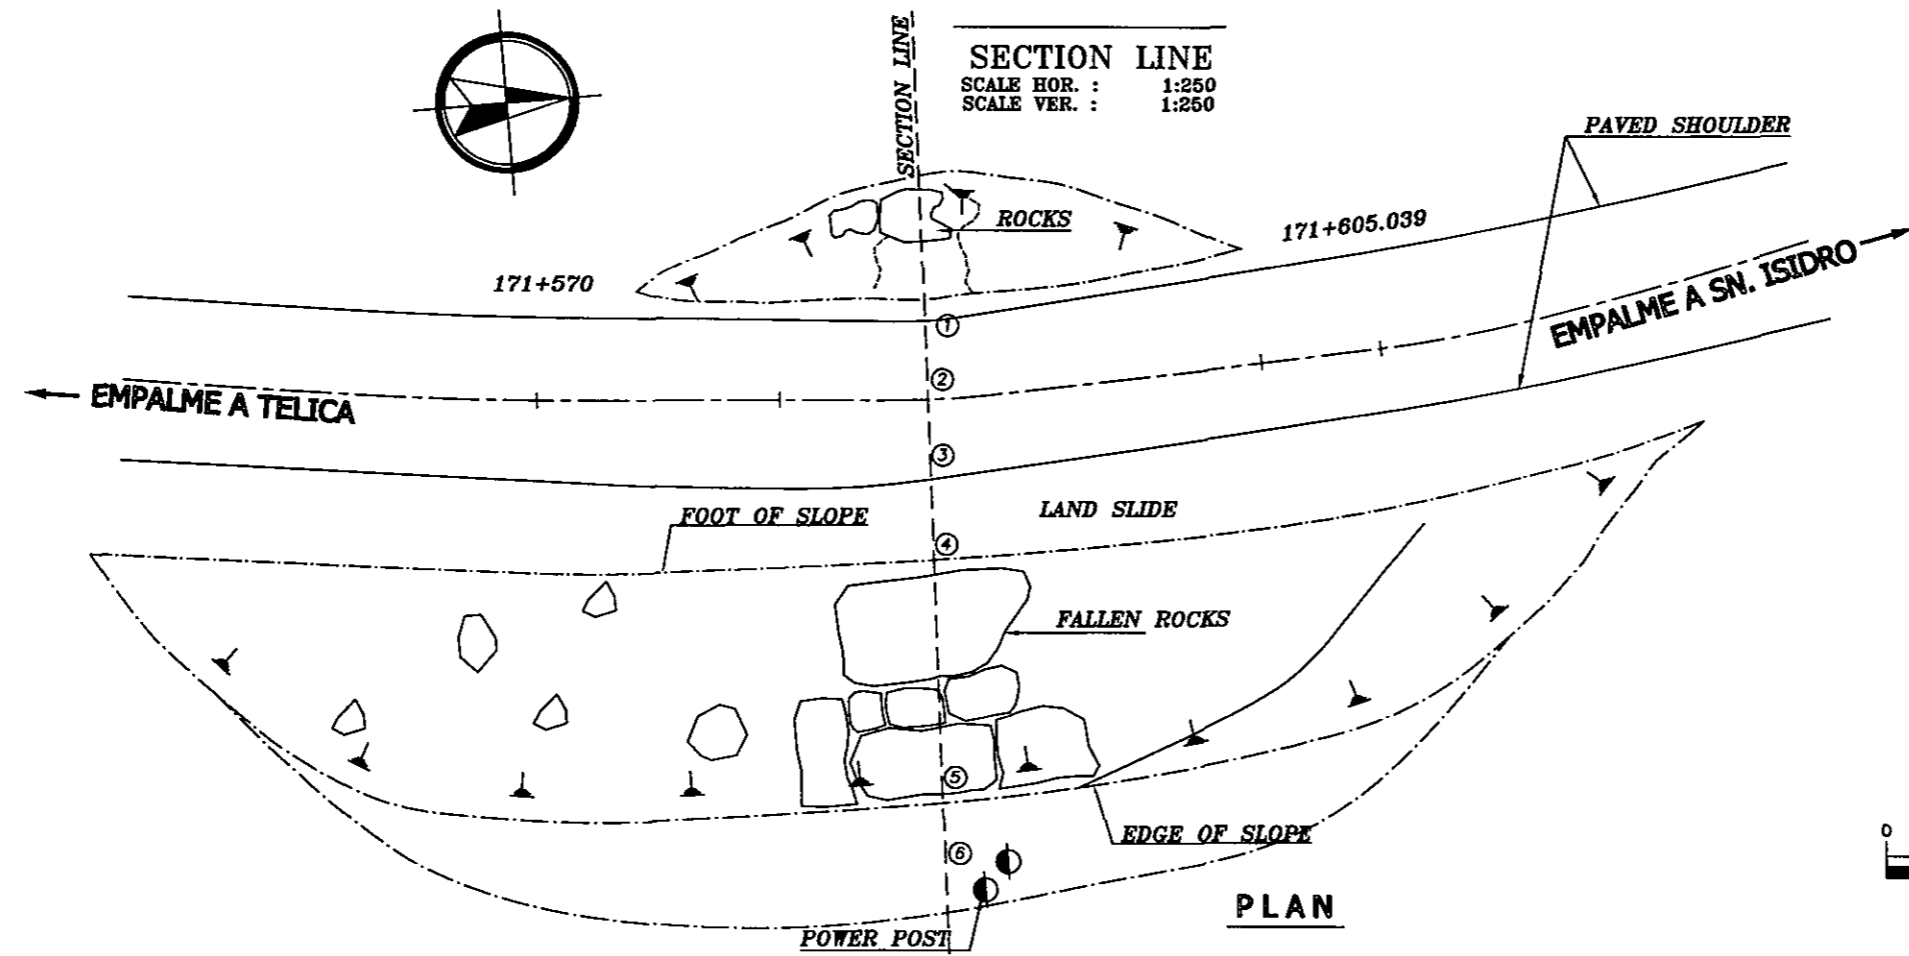 SECTION LINE
SECTION LINE
SCALE HOR. : 1:250
SCALE VER. : 1:250
PAVED SHOULDER
ROCKS
171+605.039
171+570
EMPALME A SN. ISIDRO
1
2
EMPALME A TELICA
3
FOOT OF SLOPE
LAND SLIDE
4
FALLEN ROCKS
5
EDGE OF SLOPE
0
6
PLAN
POWER POST